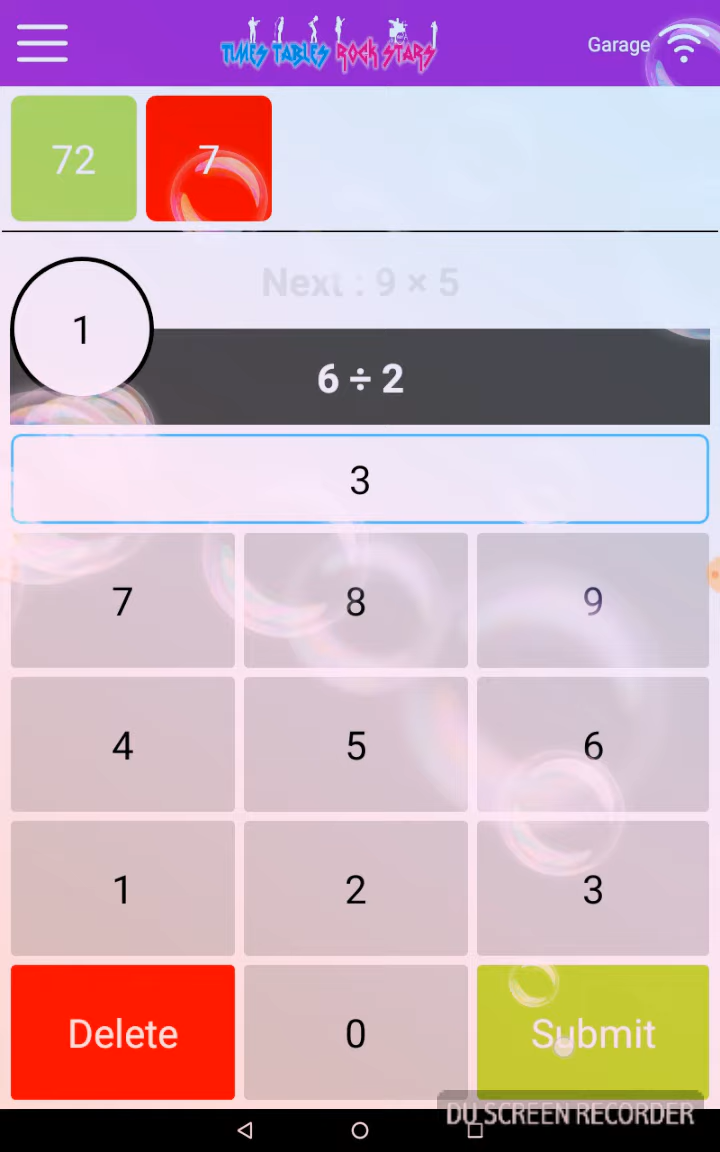 TIMES TABLES ROCK STARS
Garage
72
7
Next : 9 × 5
1
6 ÷ 2
3
7 8 9
4 5 6
1 2 3
Delete 0 Submit
DU SCREEN RECORDER